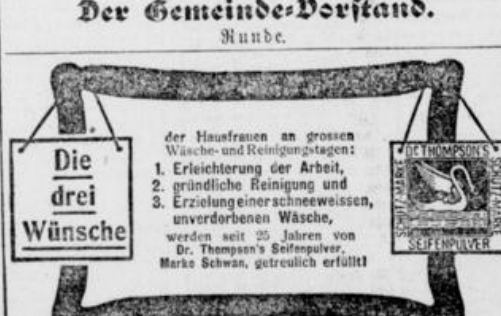 Der Gemeinde-Vorstand.
Runde.
Die
drei
Wünsche
der Hausfrauen an grossen
Wäsche- und Reinigungstagen:
1. Erleichterung der Arbeit,
2. gründliche Reinigung und
3. Erzielung einer schneeweissen,
unverdorbenen Wäsche,
werden seit 25 Jahren von
Dr. Thompson's Seifenpulver,
Marke Schwan, getreulich erfüllt!
DR THOMPSON'S
SCHUTZ-MARKE
SEIFENPULVER